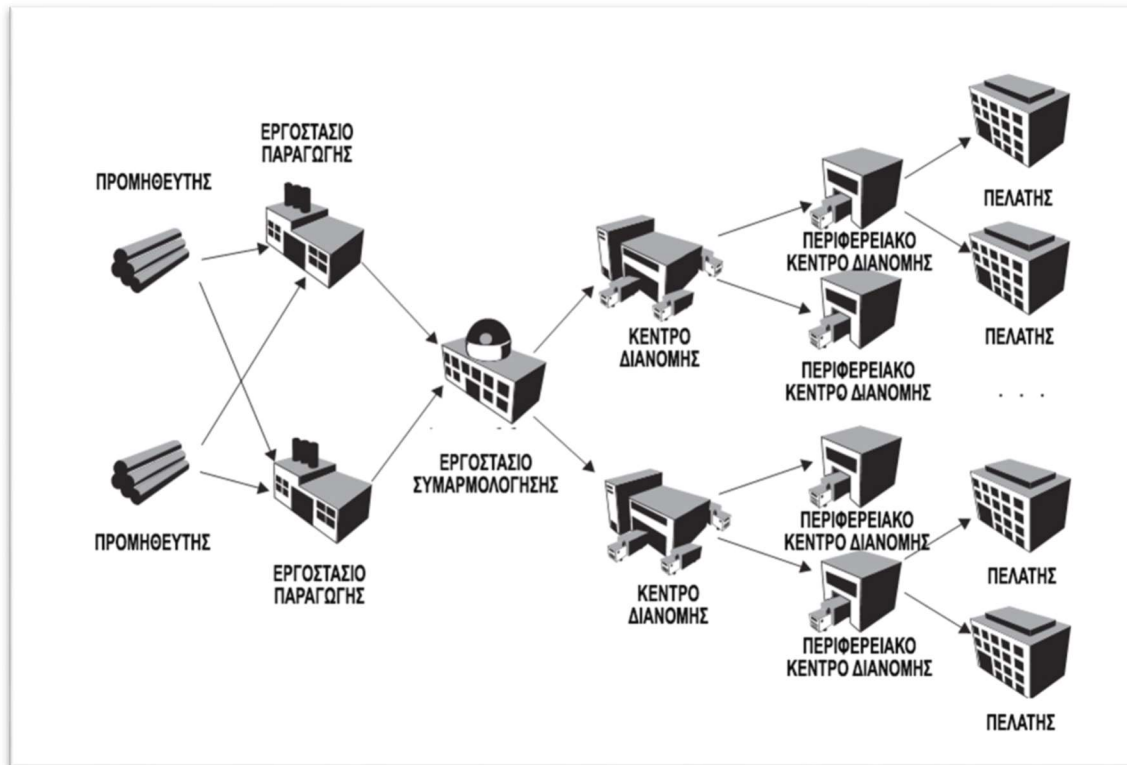 ΕΡΓΟΣΤΑΣΙΟ
ΠΑΡΑΓΩΓΗΣ
ΠΡΟΜΗΘΕΥΤΗΣ
ΠΕΛΑΤΗΣ
ΠΕΡΙΦΕΡΕΙΑΚΟ
ΚΕΝΤΡΟ ΔΙΑΝΟΜΗΣ
ΚΕΝΤΡΟ
ΔΙΑΝΟΜΗΣ
ΠΕΛΑΤΗΣ
ΠΕΡΙΦΕΡΕΙΑΚΟ
ΚΕΝΤΡΟ ΔΙΑΝΟΜΗΣ
. . .
ΕΡΓΟΣΤΑΣΙΟ
ΣΥΜΑΡΜΟΛΟΓΗΣΗΣ
ΠΡΟΜΗΘΕΥΤΗΣ
ΠΕΡΙΦΕΡΕΙΑΚΟ
ΚΕΝΤΡΟ ΔΙΑΝΟΜΗΣ
ΕΡΓΟΣΤΑΣΙΟ
ΠΑΡΑΓΩΓΗΣ
ΚΕΝΤΡΟ
ΔΙΑΝΟΜΗΣ
ΠΕΛΑΤΗΣ
ΠΕΡΙΦΕΡΕΙΑΚΟ
ΚΕΝΤΡΟ ΔΙΑΝΟΜΗΣ
ΠΕΛΑΤΗΣ